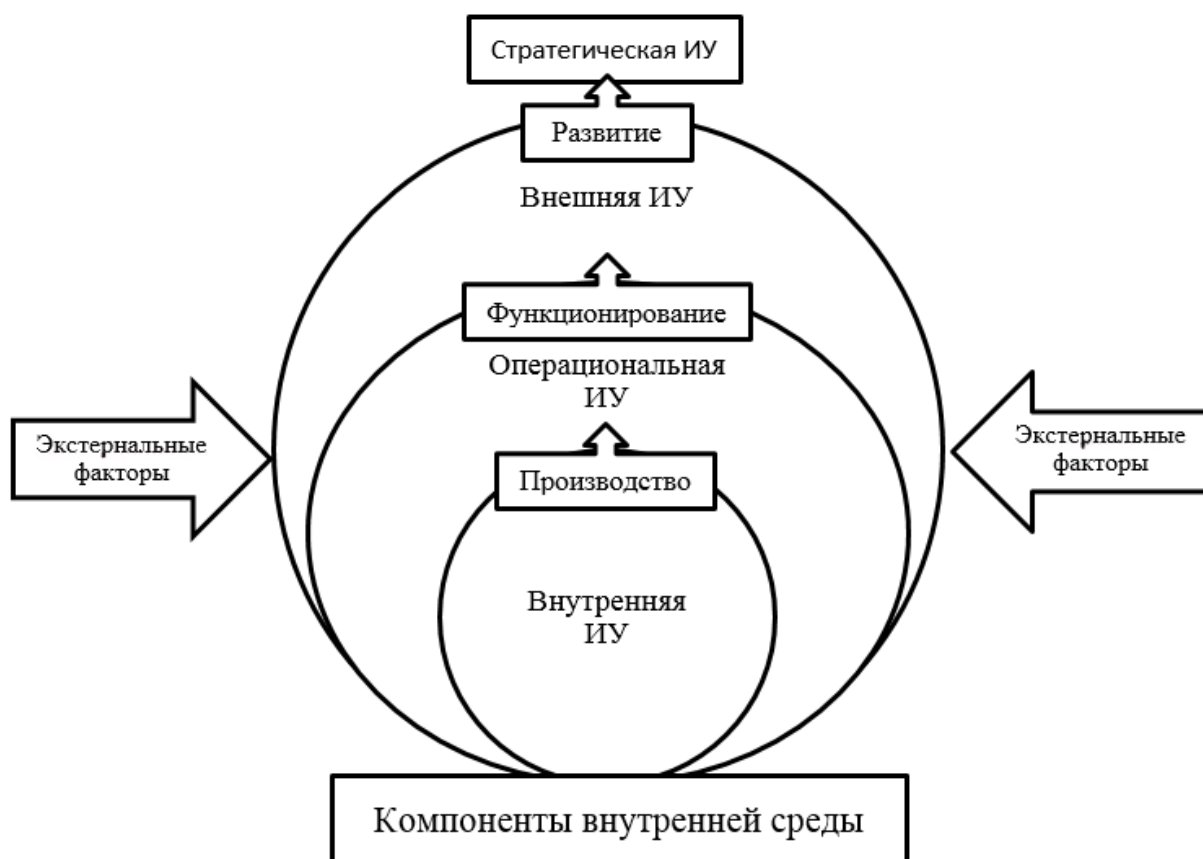 Стратегическая ИУ
Развитие
Внешняя ИУ
Функционирование
Операциональная
ИУ
Экстернальные
факторы
Экстернальные
факторы
Производство
Внутренняя
ИУ
Компоненты внутренней среды